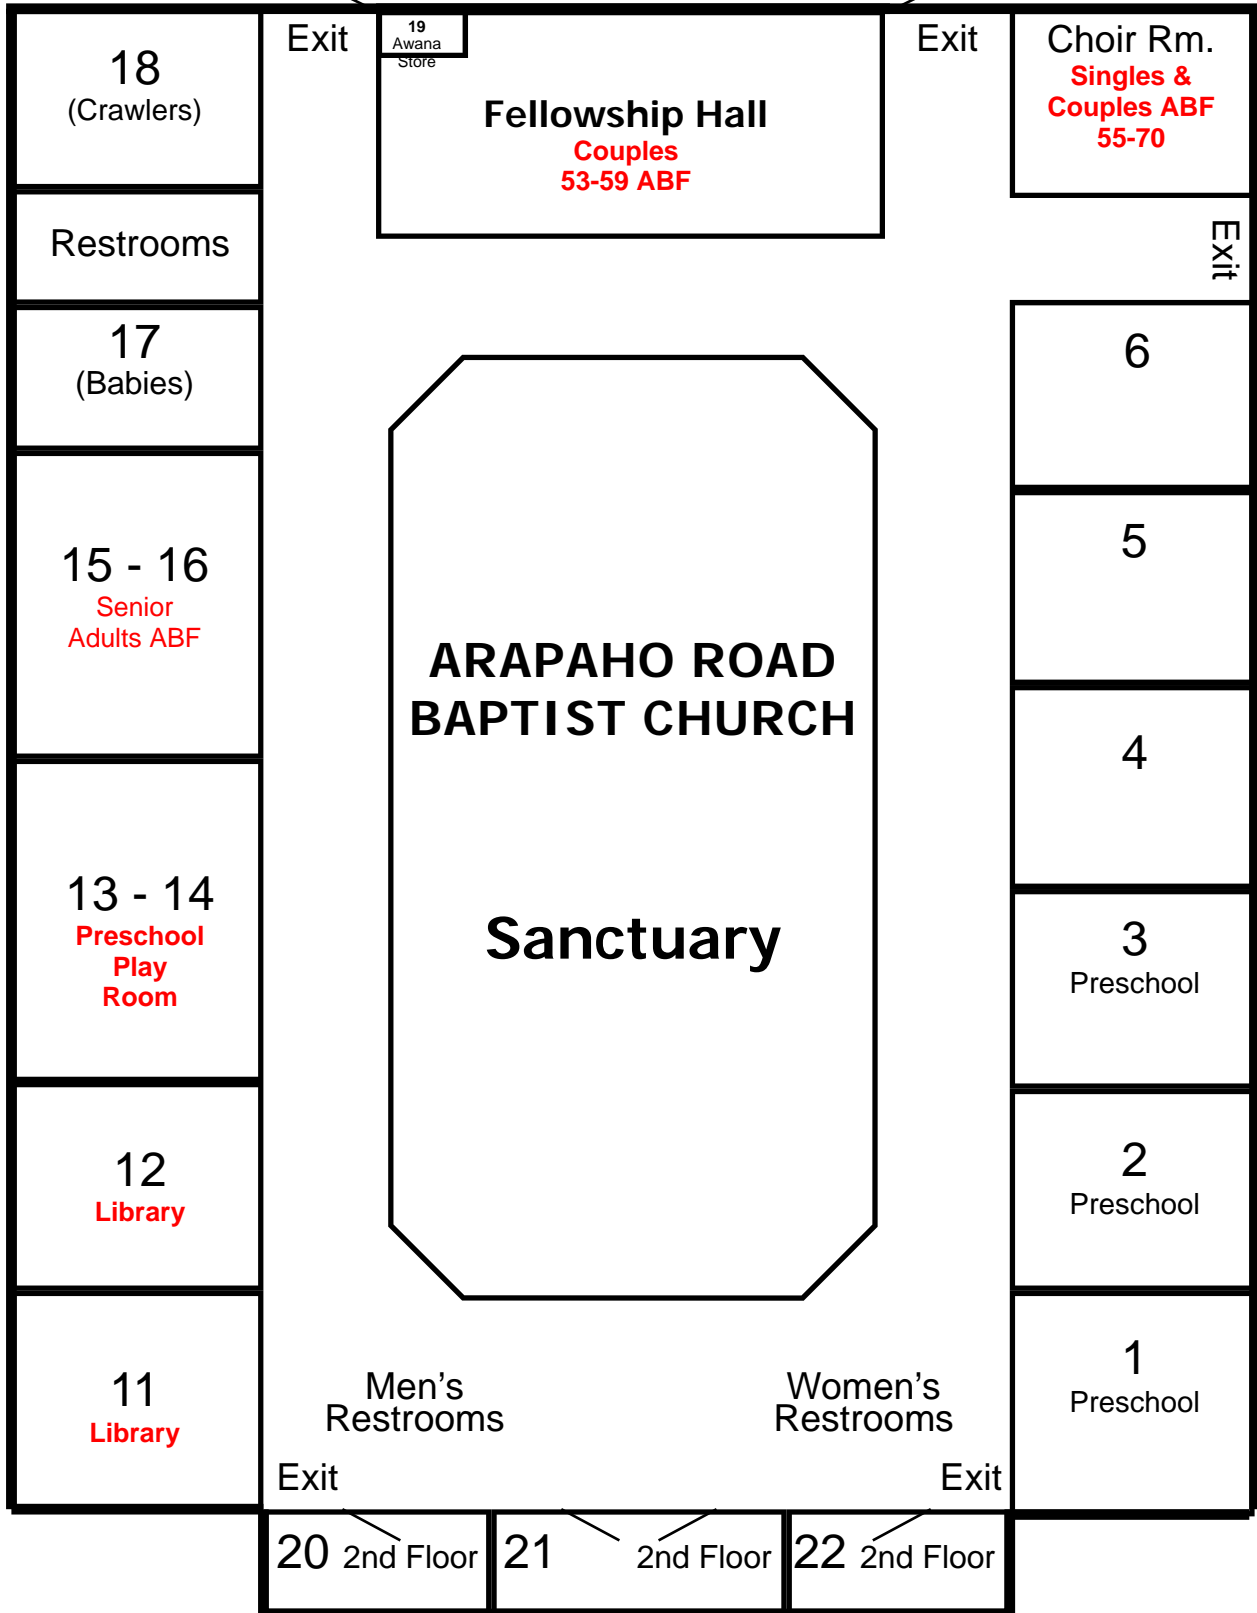 18
(Crawlers)
Exit
19
Awana
Store
Fellowship Hall
Couples
53-59 ABF
Exit
Choir Rm.
Singles &
Couples ABF
55-70
Restrooms
Exit
17
(Babies)
6
15 - 16
Senior
Adults ABF
5
ARAPAHO ROAD
BAPTIST CHURCH
4
13 - 14
Preschool
Play
Room
Sanctuary
3
Preschool
12
Library
2
Preschool
11
Library
Men's
Restrooms
Women's
Restrooms
1
Preschool
Exit
Exit
20 2nd Floor
21 2nd Floor
22 2nd Floor